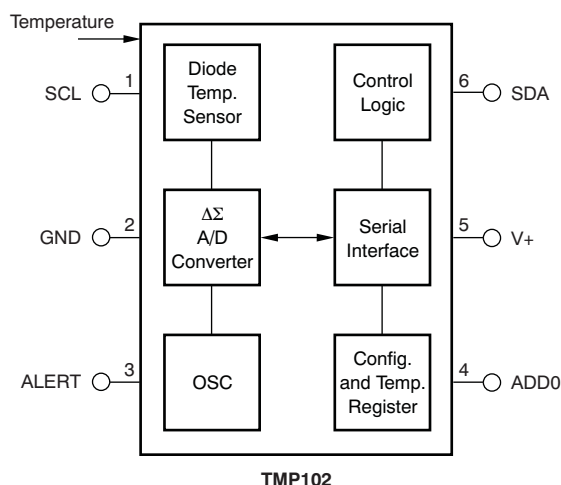 Temperature
SCL
1
Diode
Temp.
Sensor
Control
Logic
6
SDA
GND
2
ΔΣ
A/D
Converter
Serial
Interface
5
V+
ALERT
3
OSC
Config.
and Temp.
Register
4
ADD0
TMP102